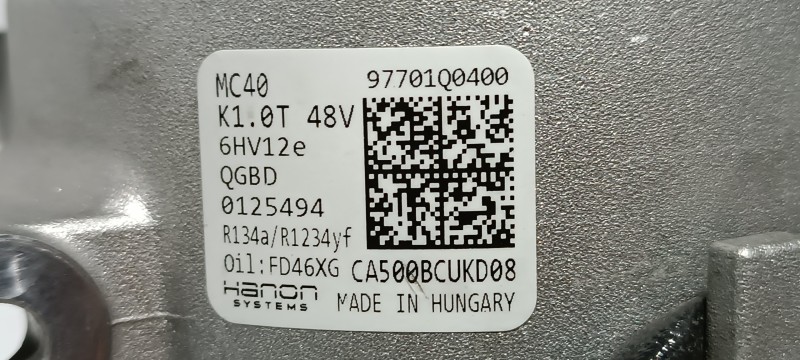 MC40 97701Q0400
K1.0T 48V
6HV12e
QGBD
0125494
R134a/R1234yf
Oil:FD46XG CA500BCUKD08
Hanon
SYSTEMS
MADE IN HUNGARY